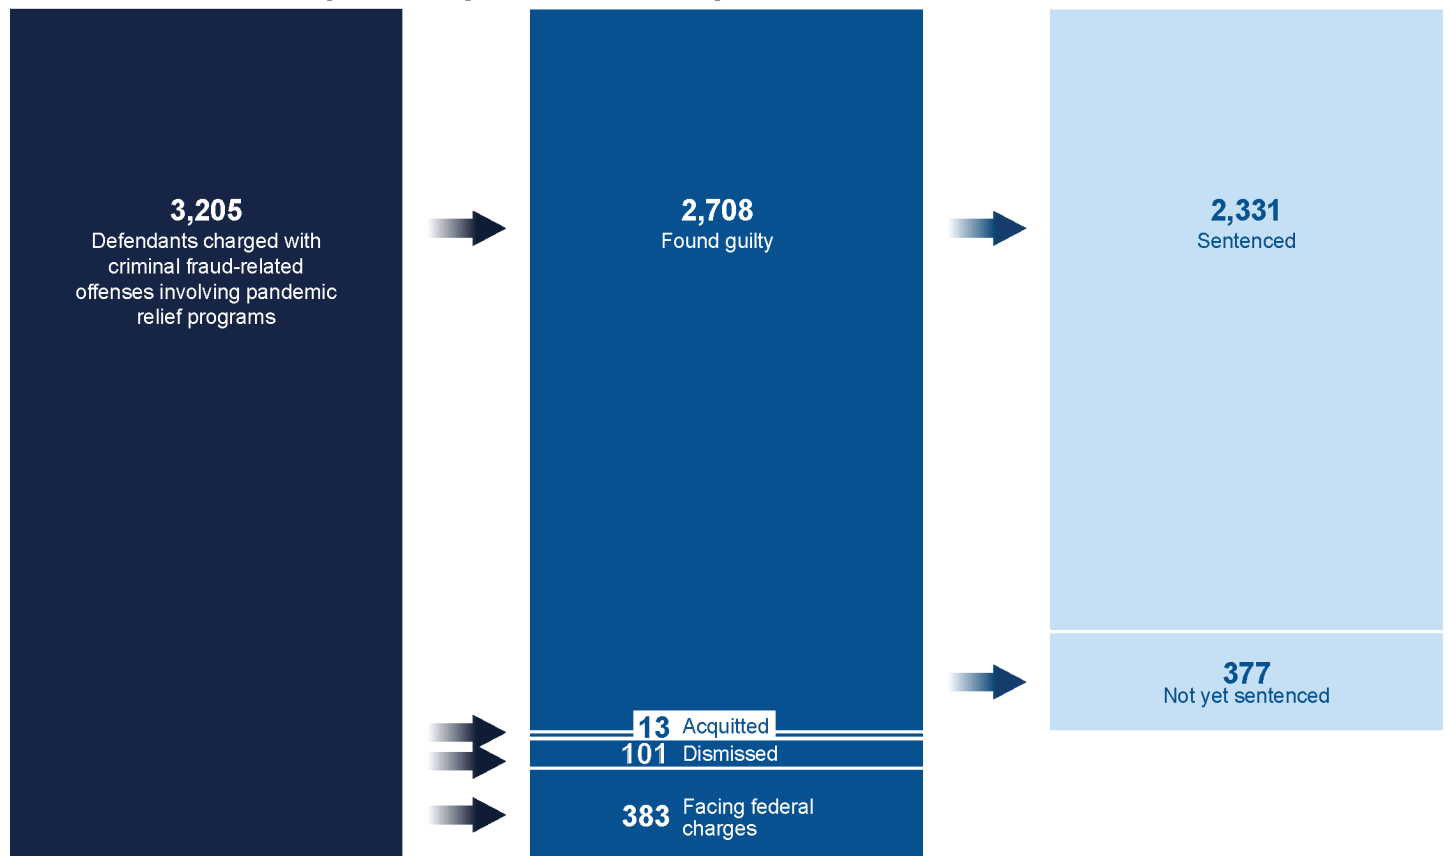 3,205
Defendants charged with
criminal fraud-related
offenses involving pandemic
relief programs
2,708
Found guilty
13 Acquitted
101 Dismissed
383 Facing federal
charges
2,331
Sentenced
377
Not yet sentenced